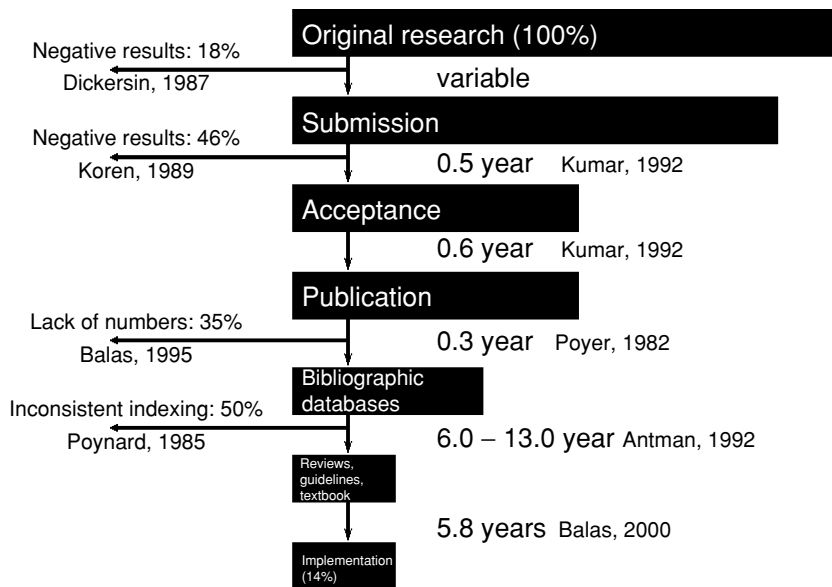 Original research (100%)
Negative results: 18%
Dickersin, 1987
variable
Submission
Negative results: 46%
Koren, 1989
0.5 year Kumar, 1992
Acceptance
0.6 year Kumar, 1992
Publication
Lack of numbers: 35%
Balas, 1995
0.3 year Poyer, 1982
Bibliographic
databases
Inconsistent indexing: 50%
Poynard, 1985
6.0 – 13.0 year Antman, 1992
Reviews,
guidelines,
textbook
5.8 years Balas, 2000
Implementation
(14%)